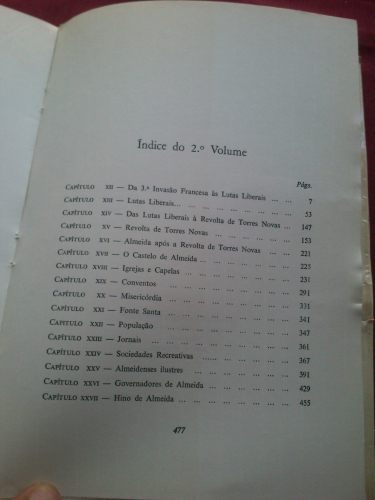 Índice do 2.º Volume
Págs.
CAPÍTULO XII — Da 3.ª Invasão Francesa às Lutas Liberais ... ... 7
CAPÍTULO XIII — Lutas Liberais... ... ... ... ... ... ... ... ... 53
CAPÍTULO XIV — Das Lutas Liberais à Revolta de Torres Novas ... 147
CAPÍTULO XV — Revolta de Torres Novas ... ... ... ... ... ... 153
CAPÍTULO XVI — Almeida após a Revolta de Torres Novas ... ... 221
CAPÍTULO XVII — O Castelo de Almeida ... ... ... ... ... ... ... 225
CAPÍTULO XVIII — Igrejas e Capelas ... ... ... ... ... ... ... ... 231
CAPÍTULO XIX — Conventos ... ... ... ... ... ... ... ... ... 291
CAPÍTULO XX — Misericórdia ... ... ... ... ... ... ... ... ... 331
CAPÍTULO XXI — Fonte Santa ... ... ... ... ... ... ... ... ... 341
CAPÍTULO XXII — População ... ... ... ... ... ... ... ... ... 347
CAPÍTULO XXIII — Jornais ... ... ... ... ... ... ... ... ... ... 361
CAPÍTULO XXIV — Sociedades Recreativas ...... ... ... ... ... ... 367
CAPÍTULO XXV — Almeidenses ilustres ... ... ... ... ... ... ... 391
CAPÍTULO XXVI — Governadores de Almeida ... ... ... ... ... ... 429
CAPÍTULO XXVII — Hino de Almeida ... ... ... ... ... ... ... ... 455
477